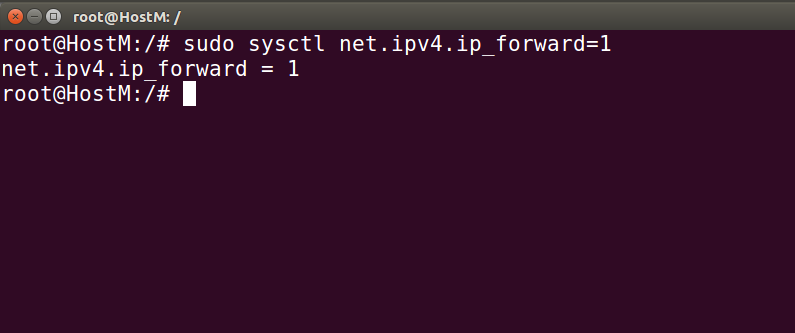 root@HostM: /
root@HostM:/# sudo sysctl net.ipv4.ip_forward=1
net.ipv4.ip_forward = 1
root@HostM:/#